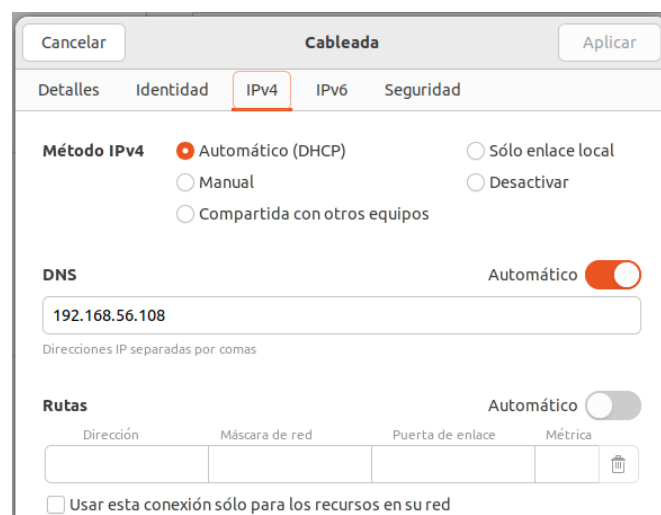 Cancelar Cableada Aplicar
Detalles Identidad IPv4 IPv6 Seguridad
Método IPv4 Automático (DHCP) Sólo enlace local
Manual Desactivar
Compartida con otros equipos
DNS Automático
192.168.56.108
Direcciones IP separadas por comas
Rutas Automático
Dirección Máscara de red Puerta de enlace Métrica
Usar esta conexión sólo para los recursos en su red